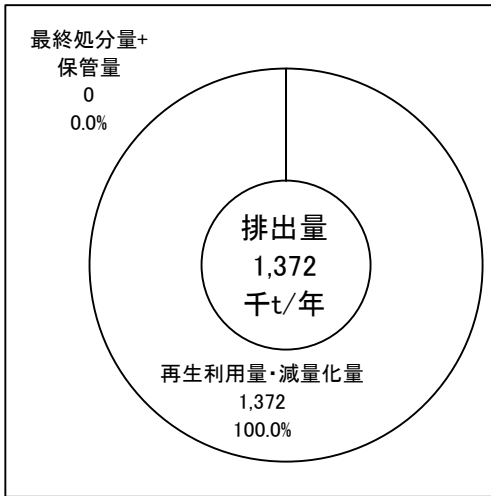 最終処分量+
保管量
0
0.0%
排出量
1,372
千t/年
再生利用量・減量化量
1,372
100.0%